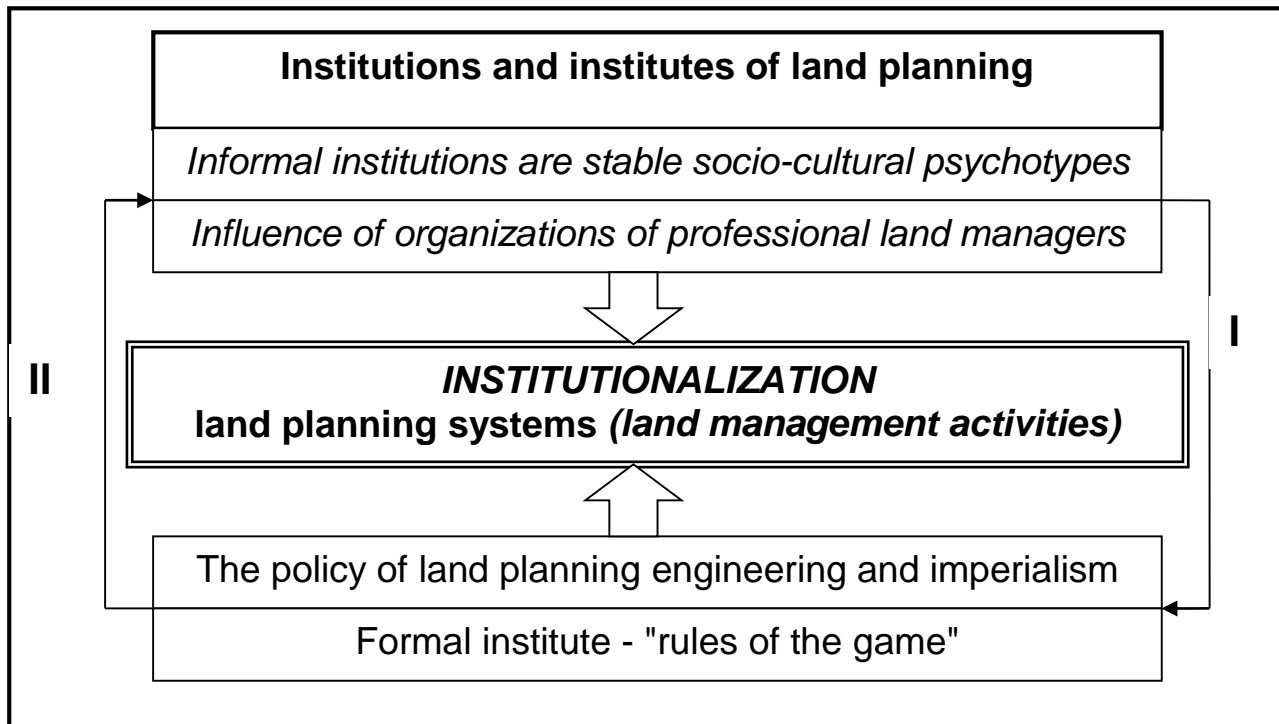 Institutions and institutes of land planning
Informal institutions are stable socio-cultural psychotypes
Influence of organizations of professional land managers
I
II
INSTITUTIONALIZATION
land planning systems (land management activities)
The policy of land planning engineering and imperialism
Formal institute - "rules of the game"